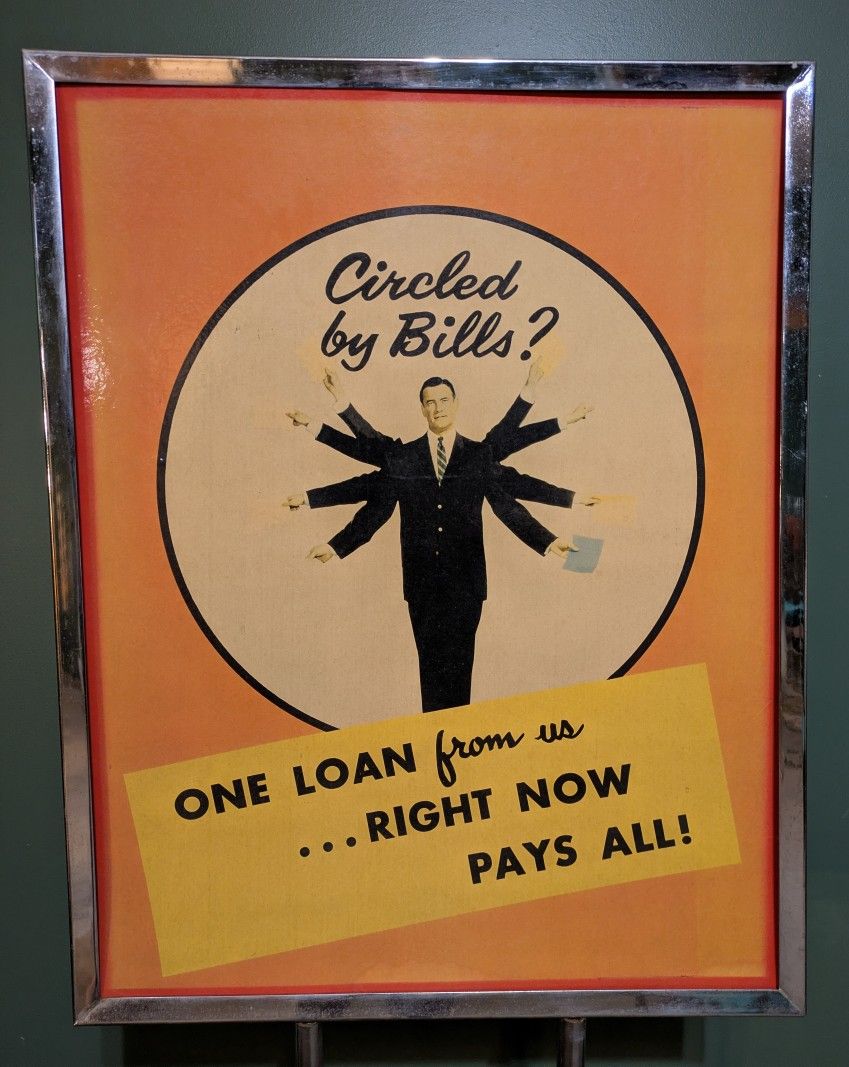 Circled
by Bills?
ONE LOAN from us
...RIGHT NOW
PAYS ALL!